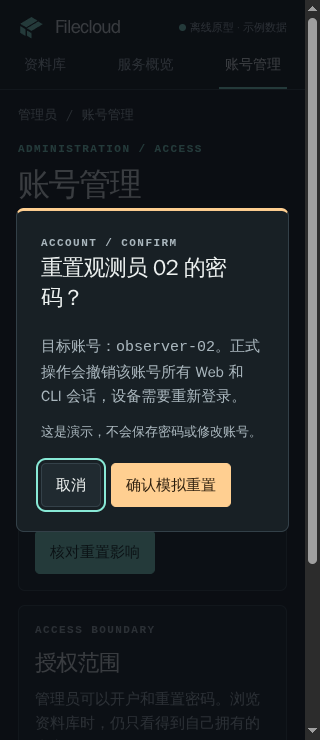 Filecloud
离线原型 · 示例数据
资料库 服务概览 账号管理
管理员 / 账号管理
ADMINISTRATION / ACCESS
账号管理
ACCOUNT / CONFIRM
重置观测员 02 的密
码？
目标账号：observer-02。正式
操作会撤销该账号所有 Web 和
CLI 会话，设备需要重新登录。
这是演示，不会保存密码或修改账号。
取消 确认模拟重置
核对重置影响
ACCESS BOUNDARY
授权范围
管理员可以开户和重置密码。浏览
资料库时，仍只看得到自己拥有的